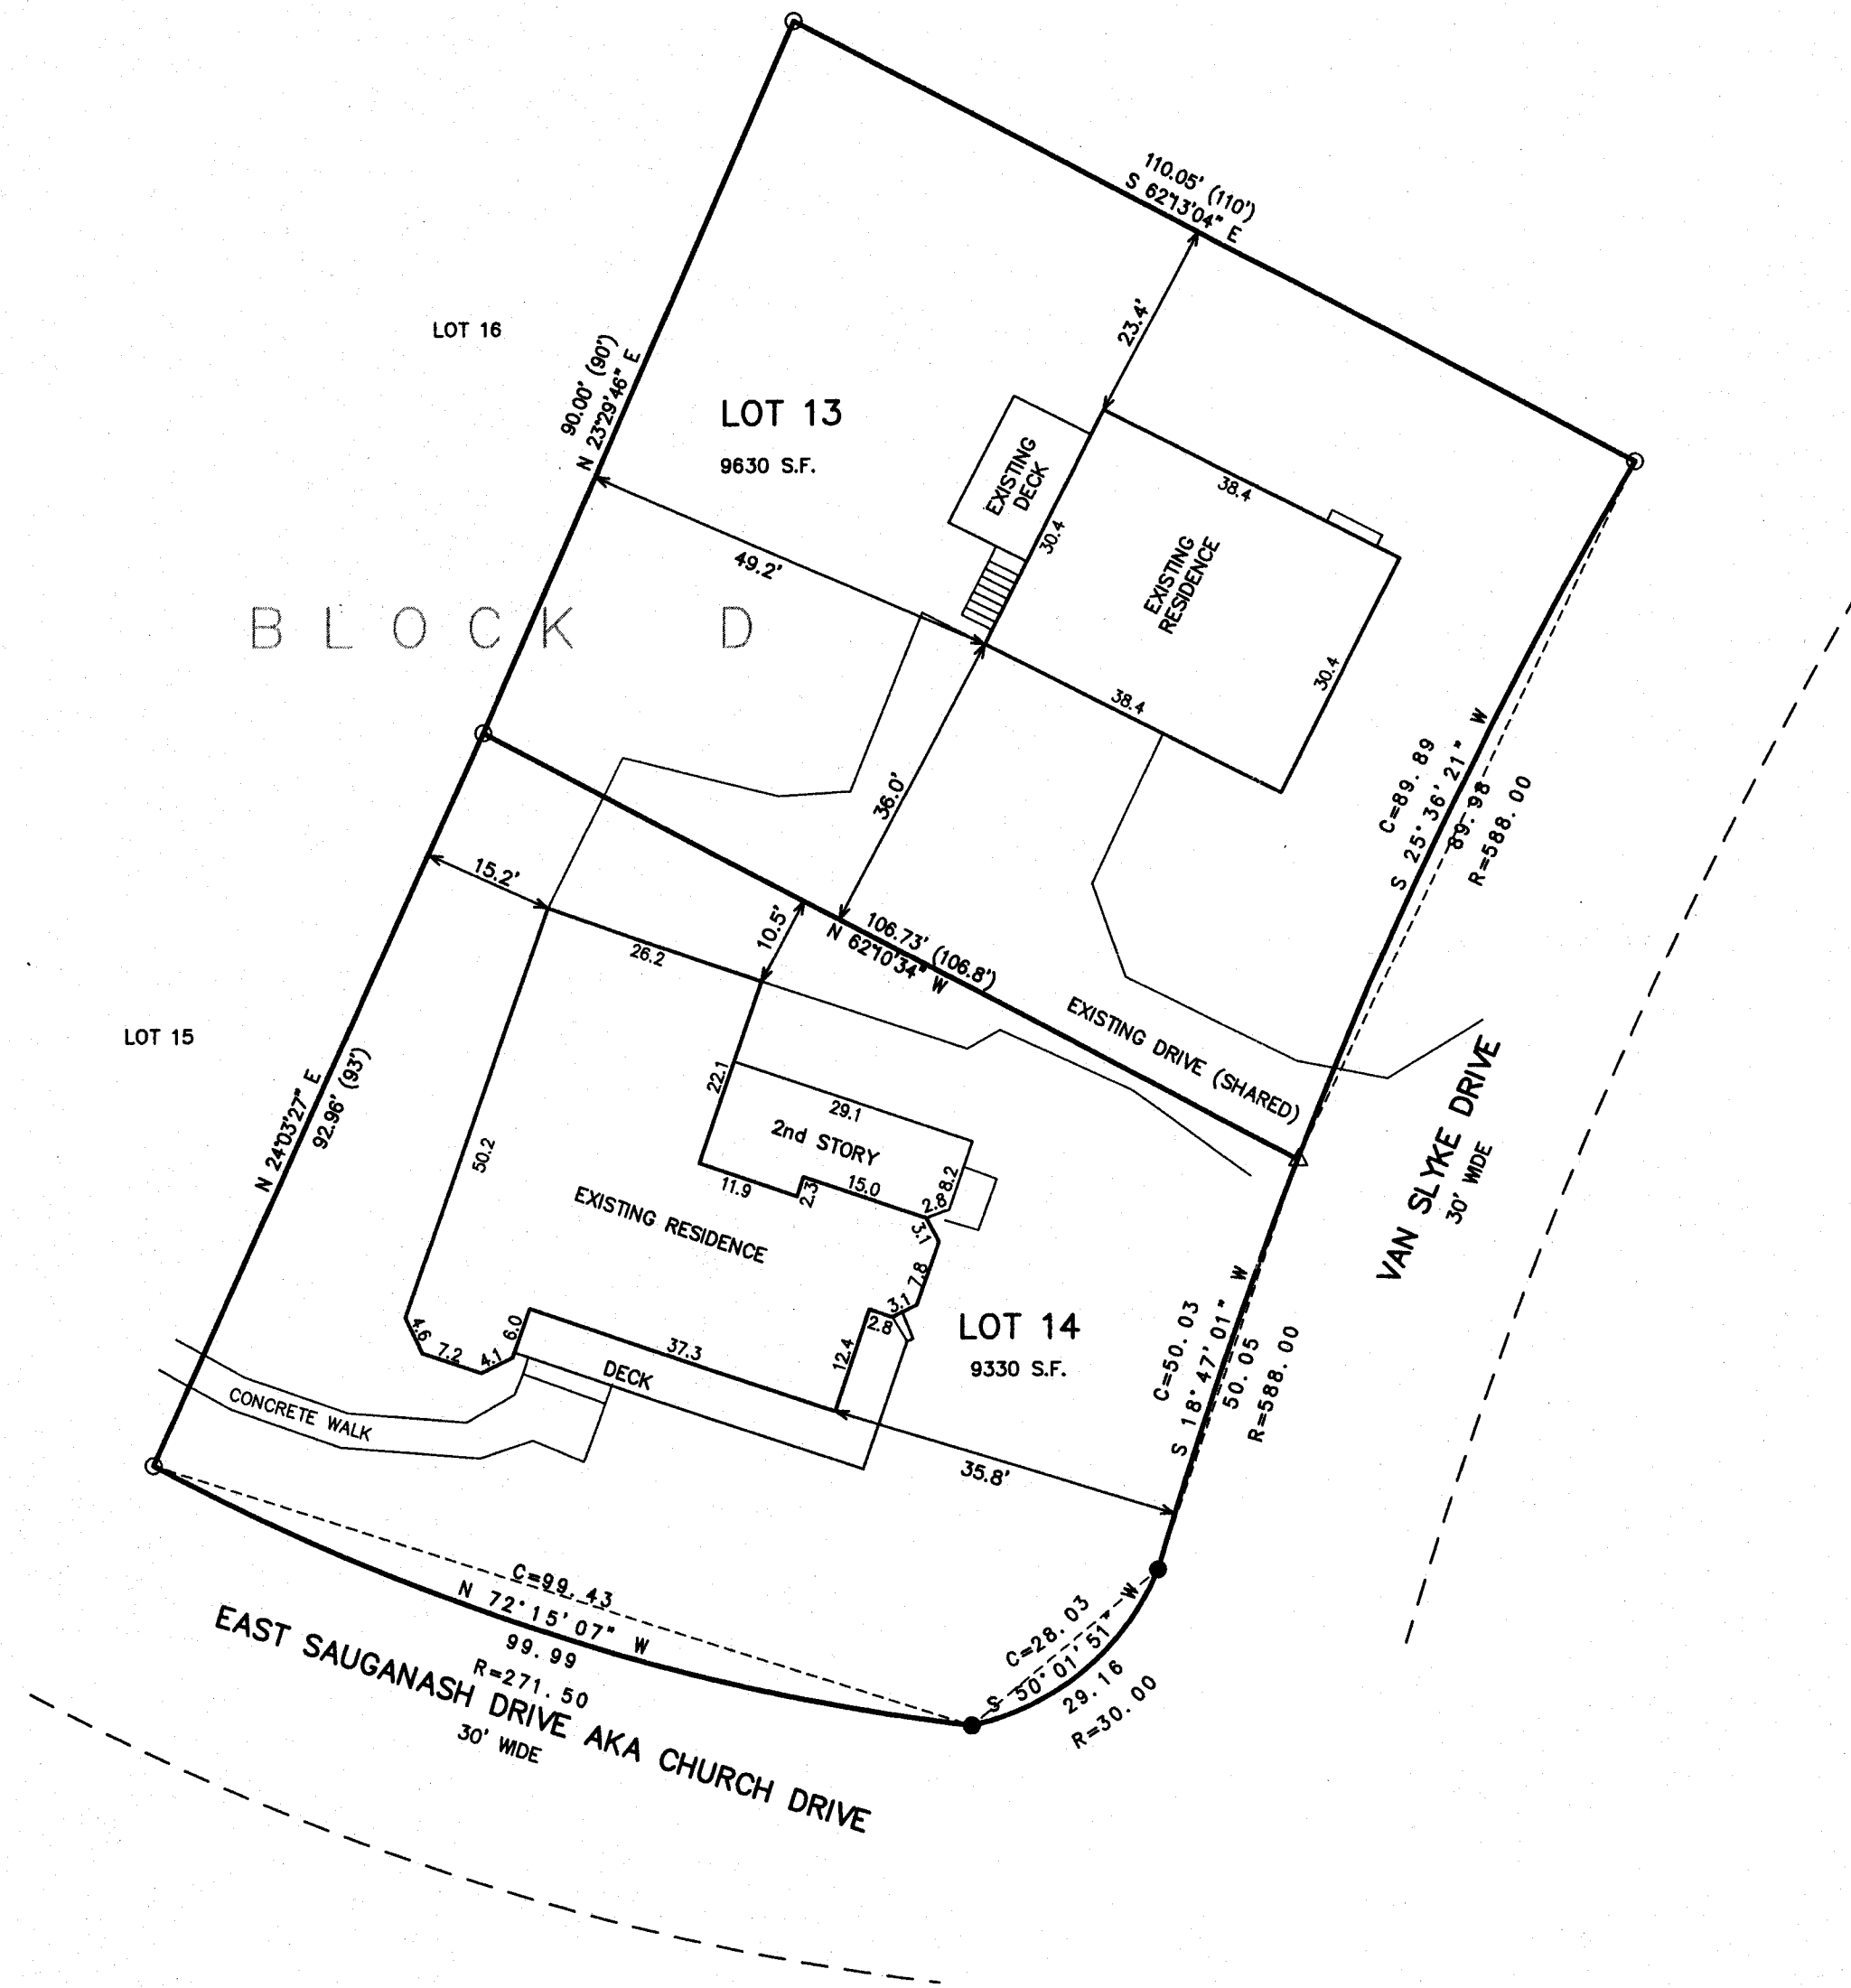 110.05' (110')
S 62°13'04" E
LOT 16
90.00' (90')
N 23°29'46" E
23.4'
LOT 13
9630 S.F.
EXISTING
DECK
38.4
30.4
49.2'
EXISTING
RESIDENCE
BLOCK D
30.4
38.4
C=89.89
S 25°36'21" W
89.98
R=588.00
36.0'
15.2'
10.5'
106.73' (106.8')
N 62°10'34" W
26.2
EXISTING DRIVE (SHARED)
LOT 15
N 24°03'27" E
92.96' (93')
22.1
29.1
2nd STORY
VAN SLYKE DRIVE
30' WIDE
50.2
11.9
2.3
15.0
2.8
8.2
3.1
EXISTING RESIDENCE
7.8
3.1
2.8
LOT 14
9330 S.F.
4.6
7.2
4.1
6.0
37.3
12.4
DECK
C=50.03
S 18°47'01" W
50.05
R=588.00
CONCRETE WALK
35.8'
C=99.43
N 72°15'07" W
99.99
R=271.50
C=28.03
S 50°01'51" W
29.16
R=30.00
EAST SAUGANASH DRIVE AKA CHURCH DRIVE
30' WIDE